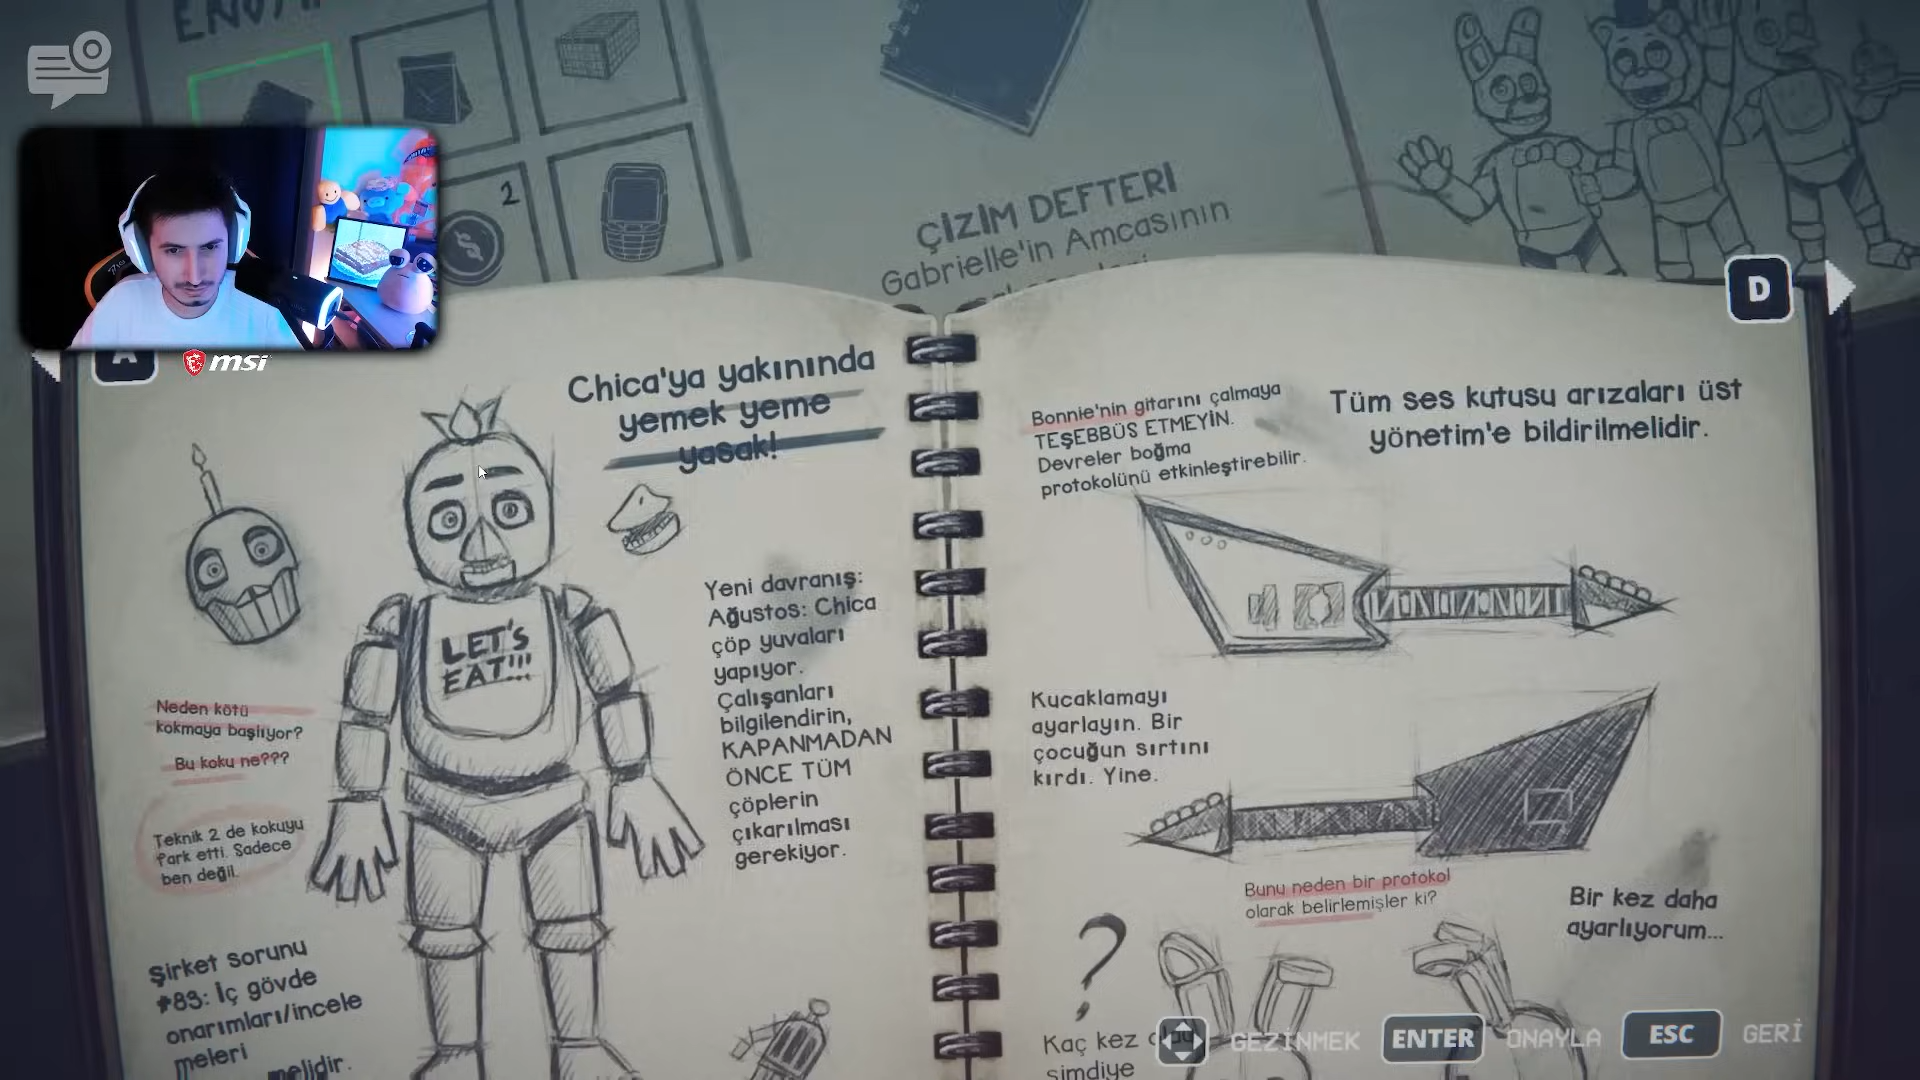 2
ÇİZİM DEFTERİ
Gabrielle'in Amcasının
D
A
msi
Chica'ya yakınında
yemek yeme
yasak!
LET'S
EAT!!!
Yeni davranış:
Ağustos: Chica
çöp yuvaları
yapıyor.
Çalışanları
bilgilendirin,
KAPANMADAN
ÖNCE TÜM
çöplerin
çıkarılması
gerekiyor.
Neden kötü
kokmaya başlıyor?
Bu koku ne???
Teknik 2 de kokuyu
fark etti. Sadece
ben değil.
Şirket sorunu
#83: İç gövde
onarımları/incele
meleri
Bonnie'nin gitarını çalmaya
TEŞEBBÜS ETMEYİN.
Devreler boğma
protokolünü etkinleştirebilir.
Tüm ses kutusu arızaları üst
yönetim'e bildirilmelidir.
Kucaklamayı
ayarlayın. Bir
çocuğun sırtını
kırdı. Yine.
Bunu neden bir protokol
olarak belirlemişler ki?
Bir kez daha
ayarlıyorum...
?
Kaç kez
şimdiye
GEZİNMEK
ENTER
ONAYLA
ESC
GERİ